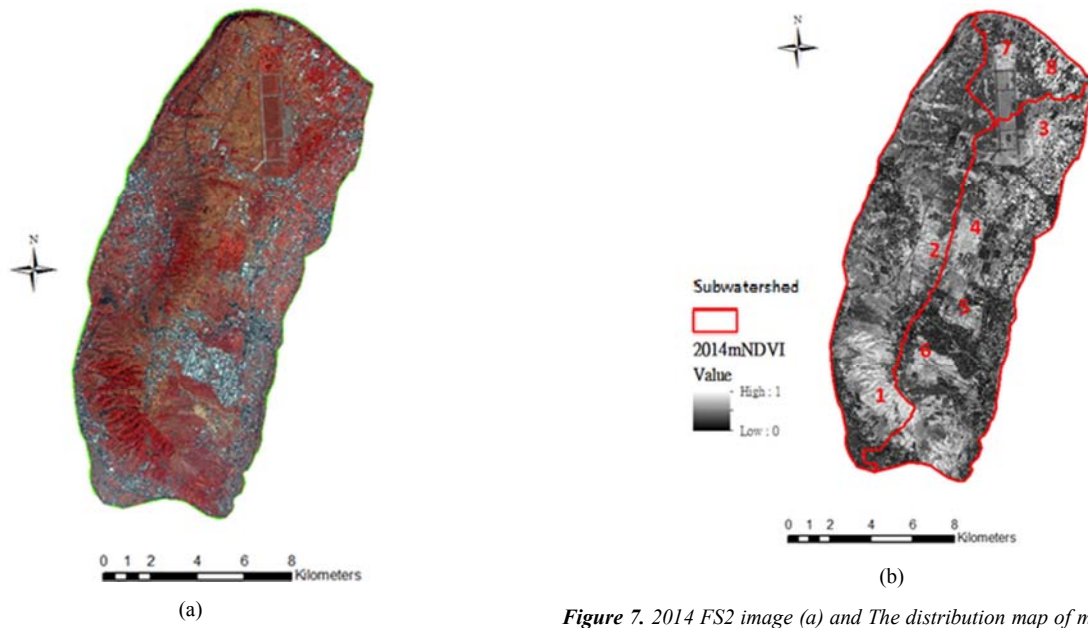 N
0 1 2 4 6 8
Kilometers
(a)
N
7
8
3
4
2
5
6
1
Subwatershed
2014mNDVI
Value
High : 1
Low : 0
0 1 2 4 6 8
Kilometers
(b)
Figure 7. 2014 FS2 image (a) and The distribution map of m